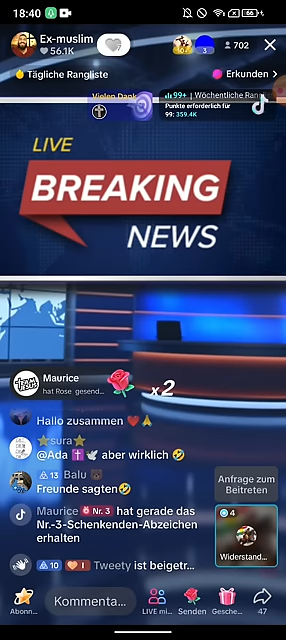 18:40
66
Ex-muslim
56.1K
702
Tägliche Rangliste
Erkunden >
Vielen Dank
99+ | Wöchentliche Ran
Punkte erforderlich für
99: 359.4K
LIVE
BREAKING
NEWS
Maurice
hat Rose gesend...
x2
Hallo zusammen
sura
@Ada aber wirklich
13 Balu
Freunde sagten
Maurice Nr. 3 hat gerade das
Nr.-3-Schenkenden-Abzeichen
erhalten
10 I Tweety ist beigetr...
Anfrage zum
Beitreten
4
Widerstand...
Abonn...
Kommenta...
LIVE mi...
Senden
Gesche...
47